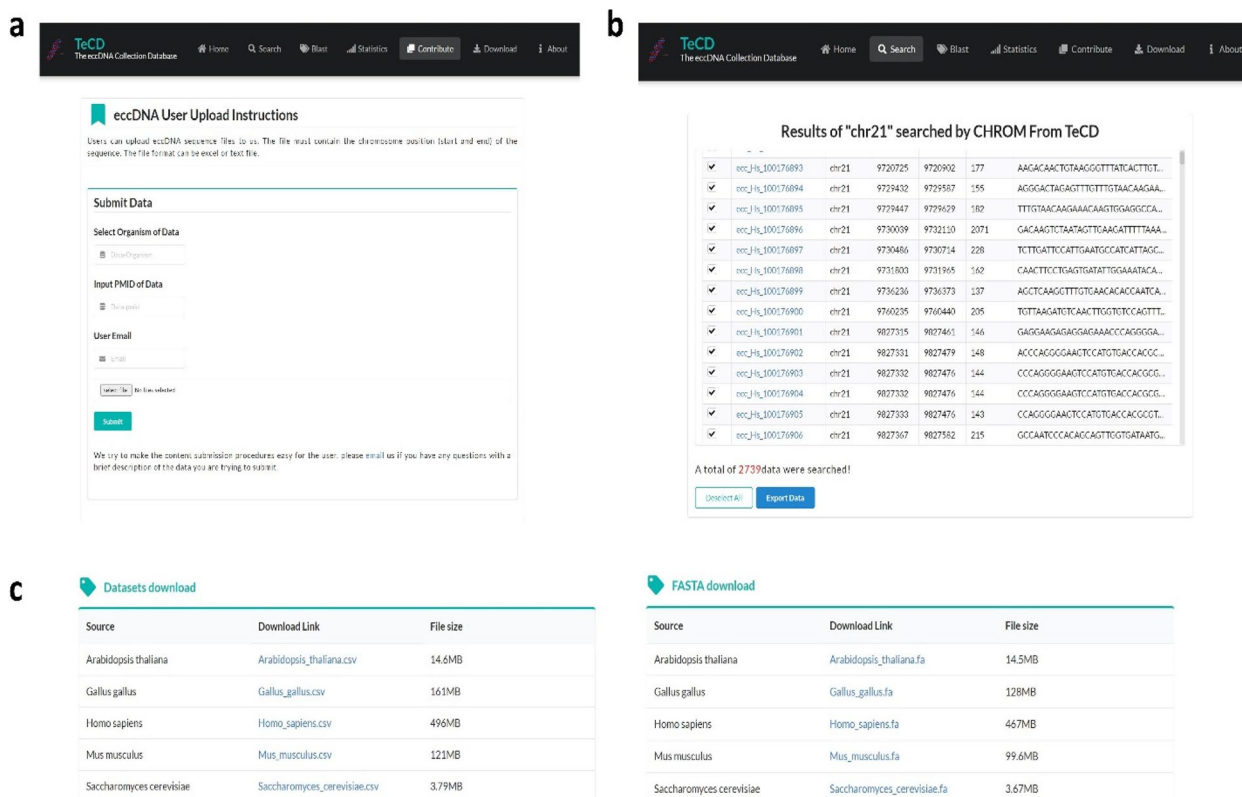 a
TeCD
The eccDNA Collection Database
Home Search Blast Statistics Contribute Download About
eccDNA User Upload Instructions
Users can upload eccDNA sequence files to us. The file must contain the chromosome position (start and end) of the
sequence. The file format can be excel or text file.
Submit Data
Select Organism of Data
Data-Organism
Input PMID of Data
Data-pmid
User Email
Email
select file No files selected
Submit
We try to make the content submission procedures easy for the user, please email us if you have any questions with a
brief description of the data you are trying to submit
b
TeCD
The eccDNA Collection Database
Home Search Blast Statistics Contribute Download About
Results of "chr21" searched by CHROM From TeCD
ecc_Hs_100176893 chr21 9720725 9720902 177 AAGACAACTGTAAGGGTTTATCACTTGT...
ecc_Hs_100176894 chr21 9729432 9729587 155 AGGGACTAGAGTTTGTTTGTAACAAGAA...
ecc_Hs_100176895 chr21 9729447 9729629 182 TTTGTAACAAGAAACAAGTGGAGGCCA...
ecc_Hs_100176896 chr21 9730039 9732110 2071 GACAAGTCTAATAGTTGAAGATTTTTAAA...
ecc_Hs_100176897 chr21 9730486 9730714 228 TCTTGATTCCATTGAATGCCATCATTAGC...
ecc_Hs_100176898 chr21 9731803 9731965 162 CAACTTCCTGAGTGATATTGGAAATACA...
ecc_Hs_100176899 chr21 9736236 9736373 137 AGCTCAAGGTTTGTGAACACACCAATCA...
ecc_Hs_100176900 chr21 9760235 9760440 205 TGTTAAGATGTCAACTTGGTGTCCAGTTT...
ecc_Hs_100176901 chr21 9827315 9827461 146 GAGGAAGAGAGGAGAAACCCAGGGGA...
ecc_Hs_100176902 chr21 9827331 9827479 148 ACCCAGGGGAAGTCCATGTGACCACGC...
ecc_Hs_100176903 chr21 9827332 9827476 144 CCCAGGGGAAGTCCATGTGACCACGCG...
ecc_Hs_100176904 chr21 9827332 9827476 144 CCCAGGGGAAGTCCATGTGACCACGCG...
ecc_Hs_100176905 chr21 9827333 9827476 143 CCAGGGGAAGTCCATGTGACCACGCGT...
ecc_Hs_100176906 chr21 9827367 9827582 215 GCCAATCCCACAGCAGTTGGTGATAATG...
A total of 2739data were searched!
Deselect All Export Data
c
Datasets download
Source Download Link File size
Arabidopsis thaliana Arabidopsis_thaliana.csv 14.6MB
Gallus gallus Gallus_gallus.csv 161MB
Homo sapiens Homo_sapiens.csv 496MB
Mus musculus Mus_musculus.csv 121MB
Saccharomyces cerevisiae Saccharomyces_cerevisiae.csv 3.79MB
FASTA download
Source Download Link File size
Arabidopsis thaliana Arabidopsis_thaliana.fa 14.5MB
Gallus gallus Gallus_gallus.fa 128MB
Homo sapiens Homo_sapiens.fa 467MB
Mus musculus Mus_musculus.fa 99.6MB
Saccharomyces cerevisiae Saccharomyces_cerevisiae.fa 3.67MB